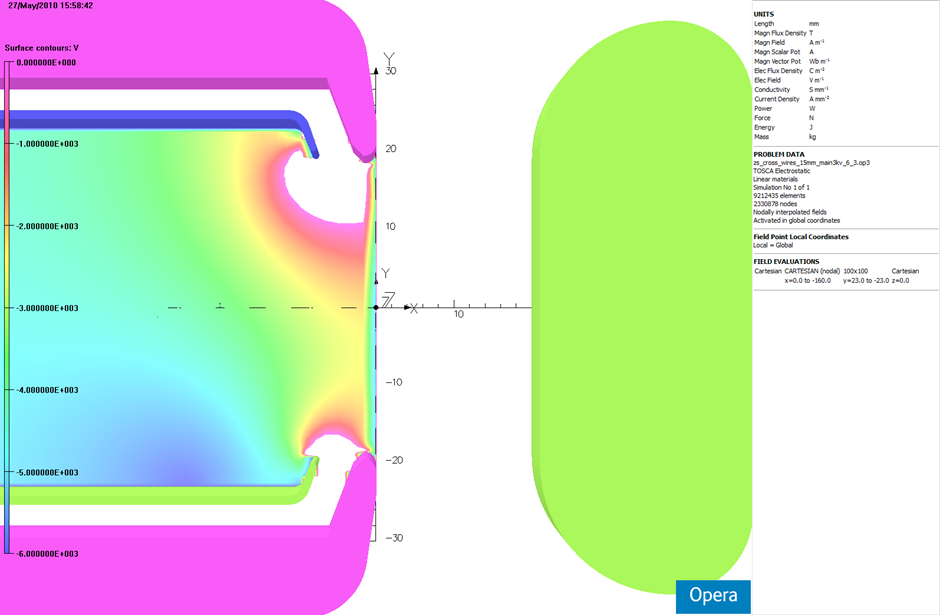 27/May/2010 15:58:42
Surface contours: V
0.000000E+000
-1.000000E+003
-2.000000E+003
-3.000000E+003
-4.000000E+003
-5.000000E+003
-6.000000E+003
Y
30
20
10
Y
Z
X
10
-10
-20
-30
Opera
UNITS
Length mm
Magn Flux Density T
Magn Field A m⁻¹
Magn Scalar Pot A
Magn Vector Pot Wb m⁻¹
Elec Flux Density C m⁻²
Elec Field V m⁻¹
Conductivity S mm⁻¹
Current Density A mm⁻²
Power W
Force N
Energy J
Mass kg
PROBLEM DATA
zs_cross_wires_15mm_main3kv_6_3.op3
TOSCA Electrostatic
Linear materials
Simulation No 1 of 1
9212435 elements
2330878 nodes
Nodally interpolated fields
Activated in global coordinates
Field Point Local Coordinates
Local = Global
FIELD EVALUATIONS
Cartesian CARTESIAN (nodal) 100x100 Cartesian
x=0.0 to -160.0 y=23.0 to -23.0 z=0.0